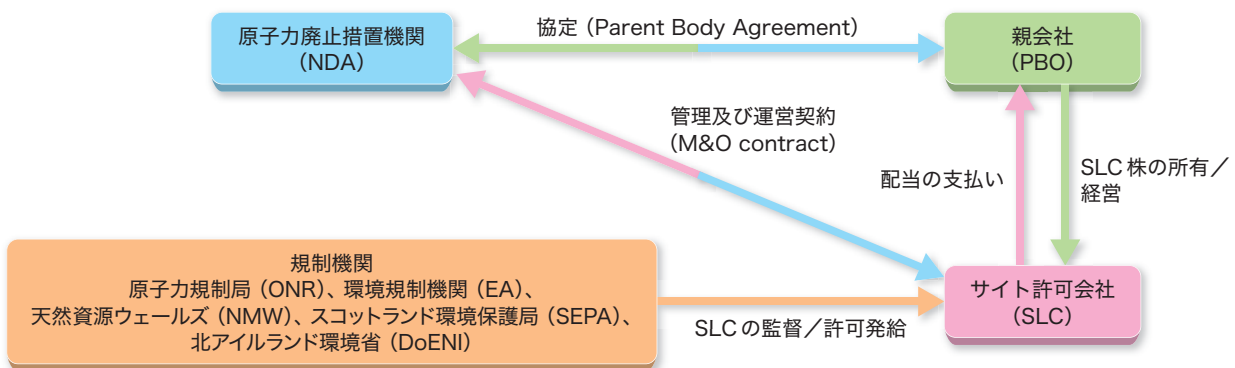 原子力廃止措置機関
（NDA）
協定（Parent Body Agreement）
親会社
（PBO）
管理及び運営契約
（M&O contract）
配当の支払い
SLC 株の所有／
経営
規制機関
原子力規制局（ONR）、環境規制機関（EA）、
天然資源ウェールズ（NMW）、スコットランド環境保護局（SEPA）、
北アイルランド環境省（DoENI）
SLCの監督／許可発給
サイト許可会社
（SLC）